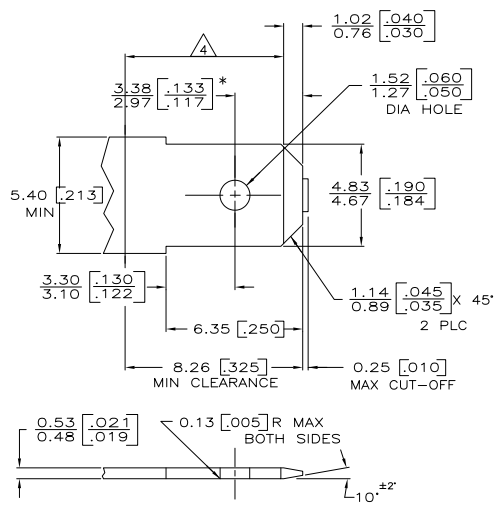 1.02 [.040]
0.76 [.030]
4
3.38 [.133] *
2.97 [.117]
1.52 [.060]
1.27 [.050]
DIA HOLE
5.40 [.213]
MIN
4.83 [.190]
4.67 [.184]
3.30 [.130]
3.10 [.122]
1.14 [.045] X 45°
0.89 [.035]
2 PLC
6.35 [.250]
8.26 [.325]
MIN CLEARANCE
0.25 [.010]
MAX CUT-OFF
0.53 [.021]
0.48 [.019]
0.13 [.005] R MAX
BOTH SIDES
10° ±2°